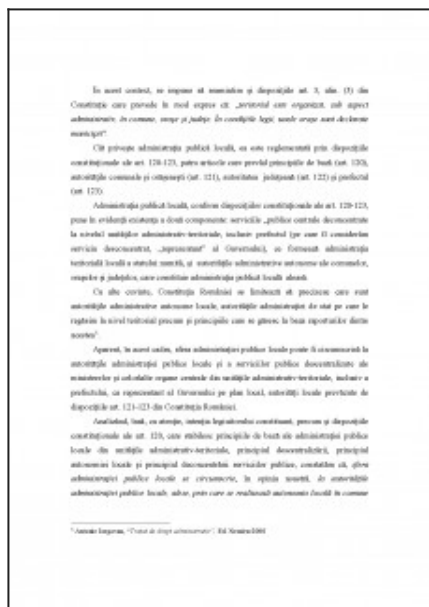 În acest context, se impune să amintim și dispozițiile art. 3, alin. (3) din
Constituție care prevede în mod expres că: „teritoriul este organizat, sub aspect
administrativ, în comune, orașe și județe. În condițiile legii, unele orașe sunt declarate
municipii”.
Cât privește administrația publică locală, ea este reglementată prin dispozițiile
constituționale ale art. 120-123, patru articole care prevăd principiile de bază (art. 120),
autoritățile comunale și orășenești (art. 121), autoritatea județeană (art. 122) și prefectul
(art. 123).
Administrația publică locală, conform dispozițiilor constituționale ale art. 120-123,
pune în evidență existența a două componente: serviciile „publice centrale deconcentrate
la nivelul unităților administrativ-teritoriale, inclusiv prefectul (pe care îl considerăm
serviciu deconcentrat, „reprezentant” al Guvernului), ce formează administrația
teritorială locală a statului și autoritățile administrative autonome ale comunelor,
orașelor și județelor, care constituie administrația publică locală
Cu alte cuvinte, Constituția României se limitează să precizeze care sunt
autoritățile administrative autonome locale, autoritățile administrației de stat pe care le
regăsim la nivel teritorial precum și principiile care se găsesc la baza raporturilor dintre
acestea
Aparent, în acest cadru, sfera administrației publice locale poate fi circumscrisă la
autoritățile administrației publice locale și a serviciilor publice descentralizate ale
ministerelor și celorlalte organe centrale din unitățile administrativ-teritoriale, inclusiv a
prefectului, ca reprezentant al Guvernului pe plan local, autorități locale prevăzute de
dispozițiile art. 121-123 din Constituția României.
Analizând, însă, cu atenție, intenția legiuitorului constituant, precum și dispozițiile
constituționale ale art. 120, care stabilesc principiile de bază ale administrației publice
locale din unitățile administrativ-teritoriale, principiul descentralizării, principiul
autonomiei locale și principiul deconcentrării serviciilor publice, constatăm că, sfera
administrației publice locale se circumscrie, în opinia noastră, la autoritățile
administrației publice locale, adică, prin care se realizează autonomia locală în comune
Antonie Iorgovan, “Tratat de drept administrativ”, Ed. Nemira